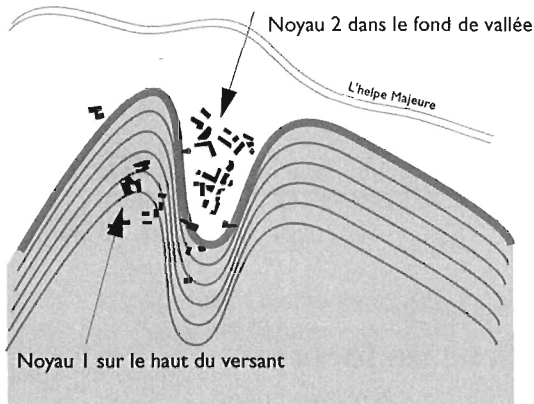 Noyau 2 dans le fond de vallée
L'helpe Majeure
Noyau 1 sur le haut du versant